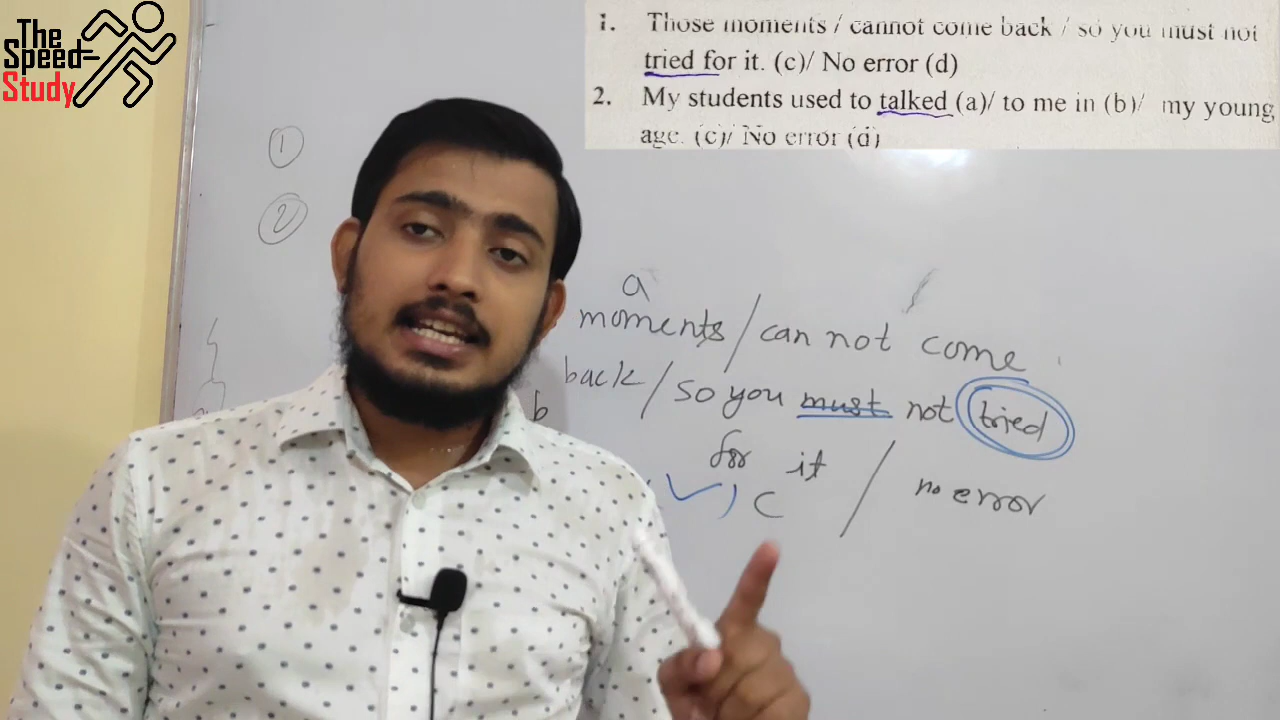 The
Speed
Study
1. Those moments / cannot come back / so you must not
tried for it. (c)/ No error (d)
2. My students used to talked (a)/ to me in (b)/ my young
age. (c)/ No error (d)
1
2
a
moments / can not come
back / so you must not tried
b
for it / no error
c